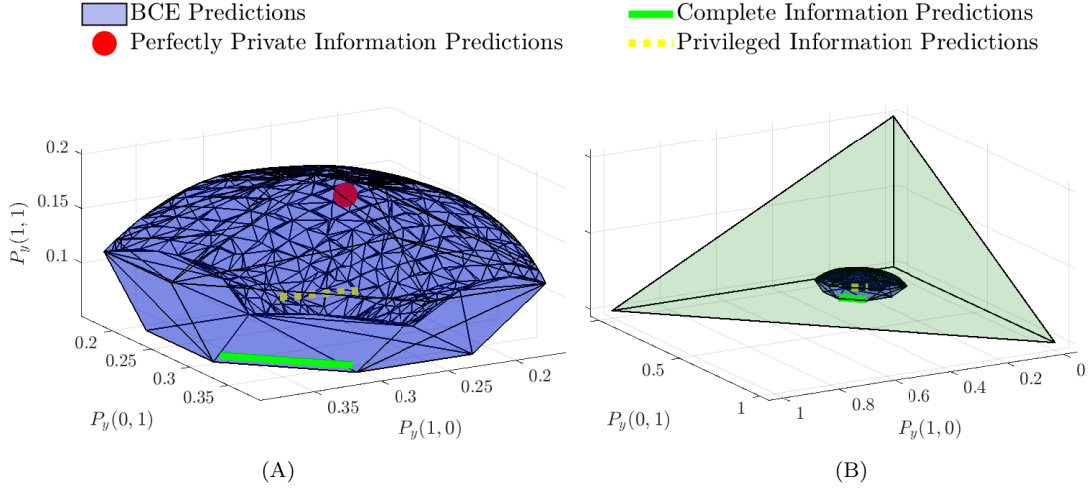 BCE Predictions
Perfectly Private Information Predictions
Complete Information Predictions
Privileged Information Predictions
0.2
0.15
0.1
P_y(1, 1)
0.2
0.25
0.3
0.35
P_y(0, 1)
0.35
0.3
0.25
0.2
P_y(1, 0)
(A)
0
0.5
1
P_y(0, 1)
1
0.8
0.6
0.4
0.2
0
P_y(1, 0)
(B)